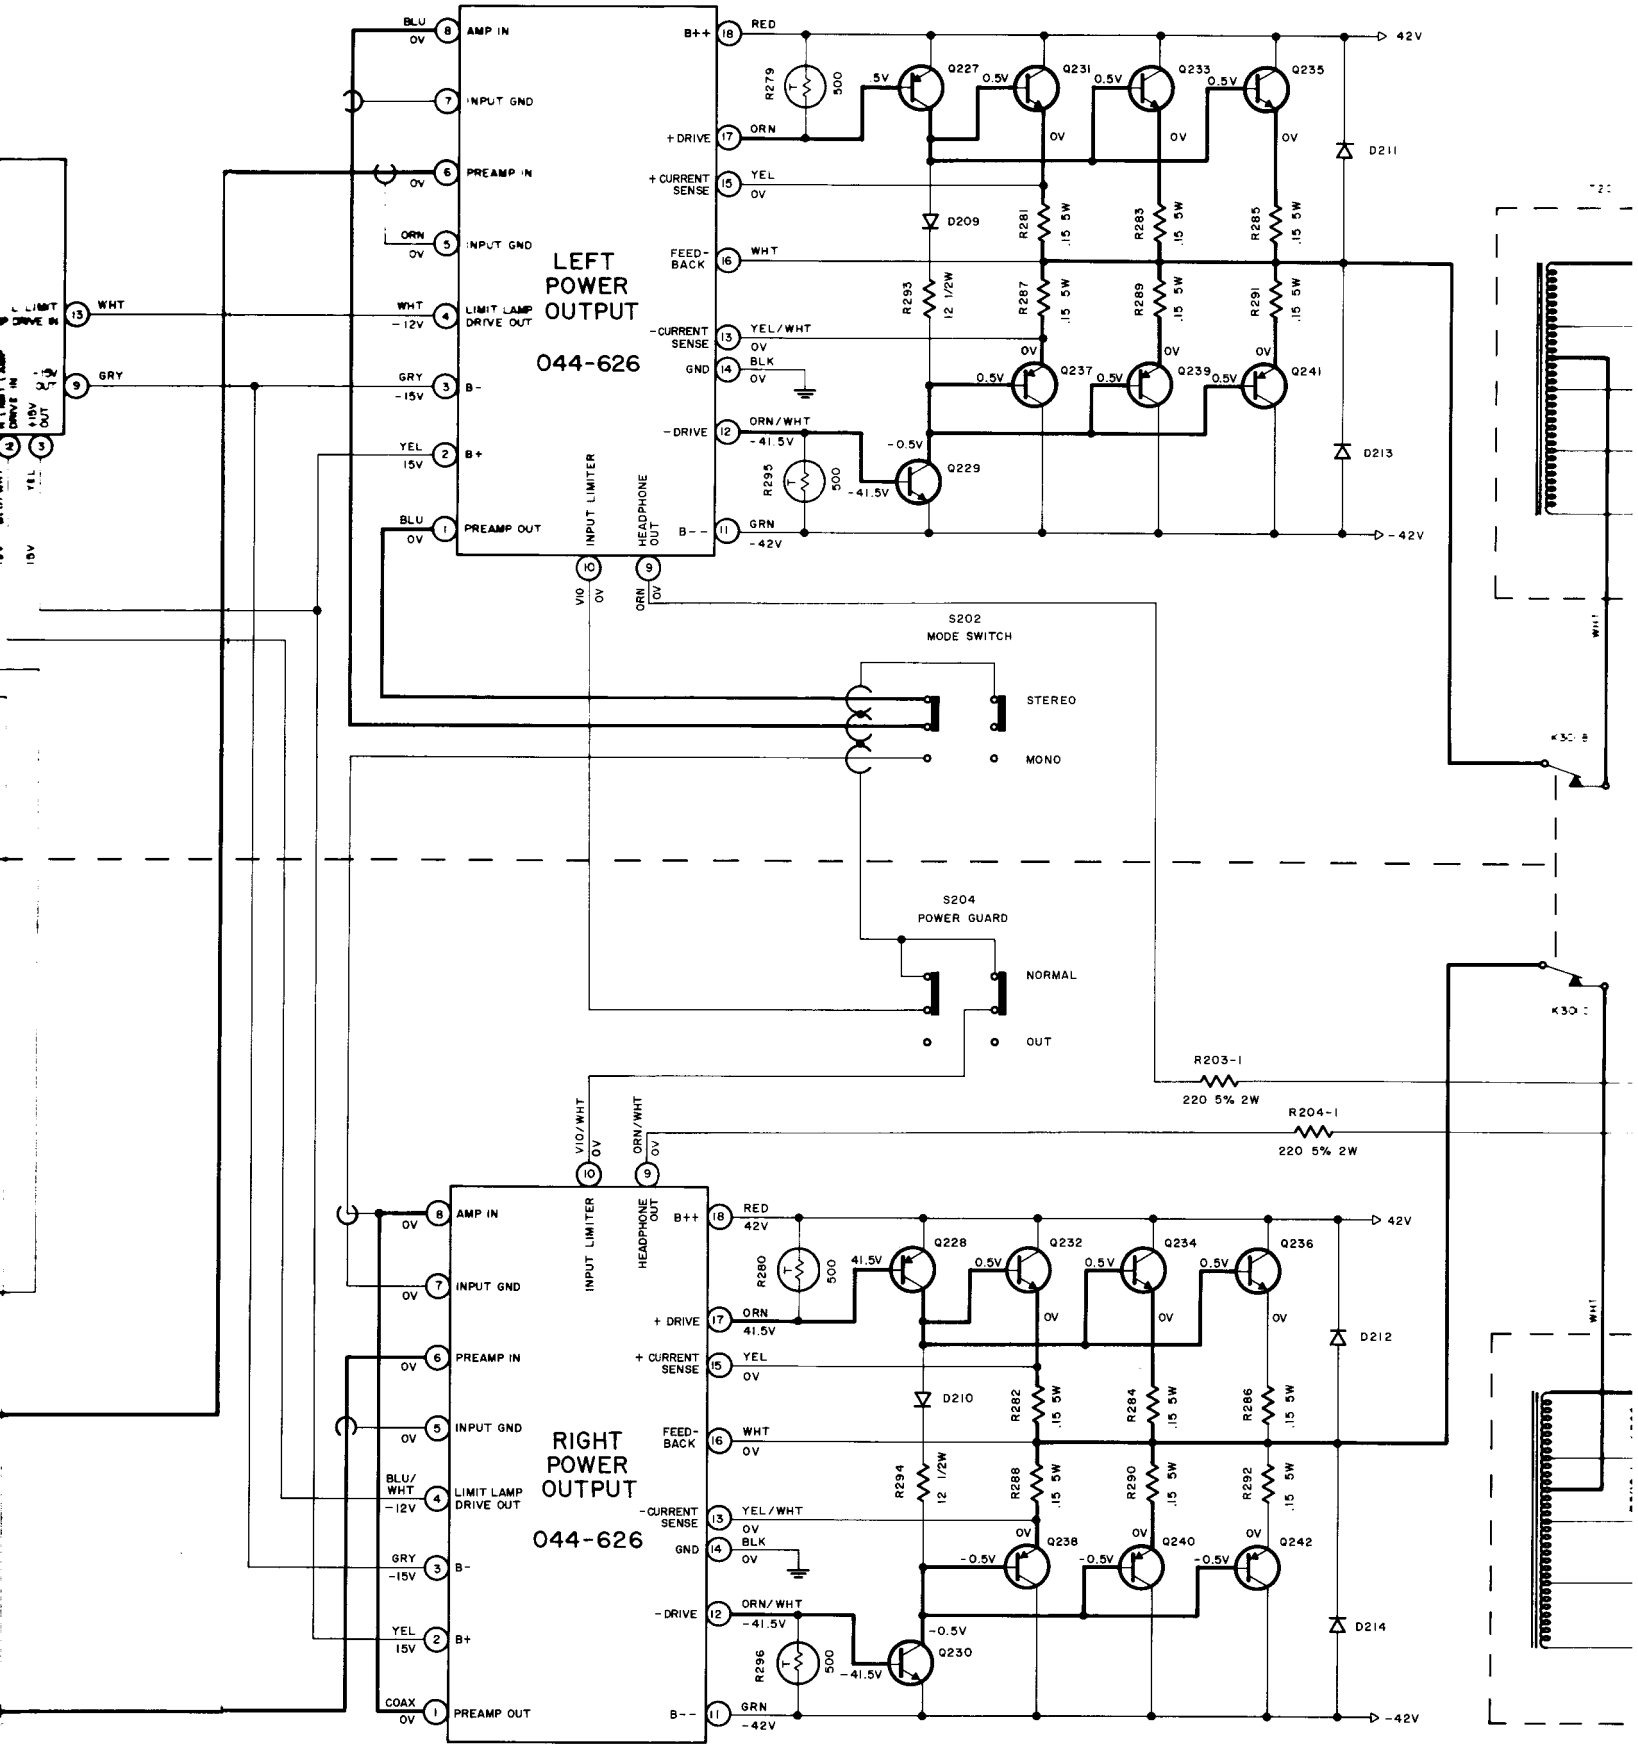 BLU
0V
8
AMP IN
7
INPUT GND
6
0V
PREAMP IN
ORN
0V
5
INPUT GND
WHT
-12V
4
LIMIT LAMP
DRIVE OUT
GRY
-15V
3
B-
YEL
15V
2
B+
BLU
0V
1
PREAMP OUT
LEFT
POWER
OUTPUT
044-626
B++
18
RED
+ DRIVE
17
ORN
+ CURRENT
SENSE
15
YEL
0V
FEED-
BACK
16
WHT
-CURRENT
SENSE
13
YEL/WHT
0V
GND
14
BLK
0V
-DRIVE
12
ORN/WHT
-41.5V
B--
11
GRN
-42V
INPUT LIMITER
10
VIO
0V
HEADPHONE
OUT
9
ORN
0V
R279
T
500
.5V
Q227
0.5V
Q231
0.5V
Q233
0.5V
Q235
42V
0V
0V
0V
D211
D209
R281
.15 5W
R283
.15 5W
R285
.15 5W
R293
12 1/2W
R287
.15 5W
R289
.15 5W
R291
.15 5W
0V
0V
0V
0.5V
Q237
0.5V
Q239
0.5V
Q241
-0.5V
Q229
-41.5V
R295
T
500
D213
-42V
L LIMIT
DRIVE IN
13
WHT
-15V
OUT
9
GRY
DRIVE IN
+15V
OUT
2
3
YEL
15V
S202
MODE SWITCH
STEREO
MONO
S204
POWER GUARD
NORMAL
OUT
WHT
R203-1
220 5% 2W
R204-1
220 5% 2W
VIO/WHT
0V
10
INPUT LIMITER
ORN/WHT
0V
9
HEADPHONE
OUT
0V
8
AMP IN
7
0V
INPUT GND
6
0V
PREAMP IN
5
0V
INPUT GND
BLU/
WHT
-12V
4
LIMIT LAMP
DRIVE OUT
GRY
-15V
3
B-
YEL
15V
2
B+
COAX
0V
1
PREAMP OUT
RIGHT
POWER
OUTPUT
044-626
B++
18
RED
42V
+ DRIVE
17
ORN
41.5V
+ CURRENT
SENSE
15
YEL
0V
FEED-
BACK
16
WHT
0V
-CURRENT
SENSE
13
YEL/WHT
0V
GND
14
BLK
0V
-DRIVE
12
ORN/WHT
-41.5V
B--
11
GRN
-42V
R280
T
500
41.5V
Q228
0.5V
Q232
0.5V
Q234
0.5V
Q236
42V
0V
0V
0V
D212
D210
R282
.15 5W
R284
.15 5W
R286
.15 5W
R294
12 1/2W
R288
.15 5W
R290
.15 5W
R292
.15 5W
0V
0V
0V
-0.5V
Q238
-0.5V
Q240
-0.5V
Q242
-0.5V
Q230
-41.5V
R296
T
500
D214
-42V
WHT